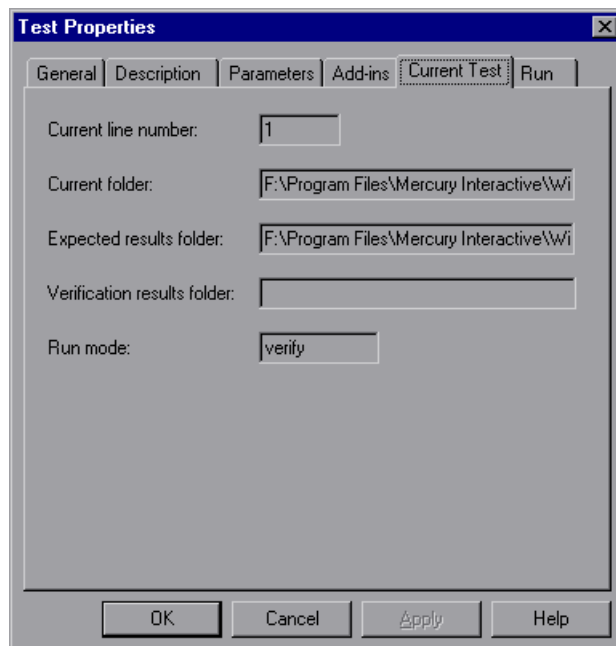 Test Properties
General Description Parameters Add-ins Current Test Run
Current line number: 1
Current folder: F:\Program Files\Mercury Interactive\Wi
Expected results folder: F:\Program Files\Mercury Interactive\Wi
Verification results folder:
Run mode: verify
OK Cancel Apply Help